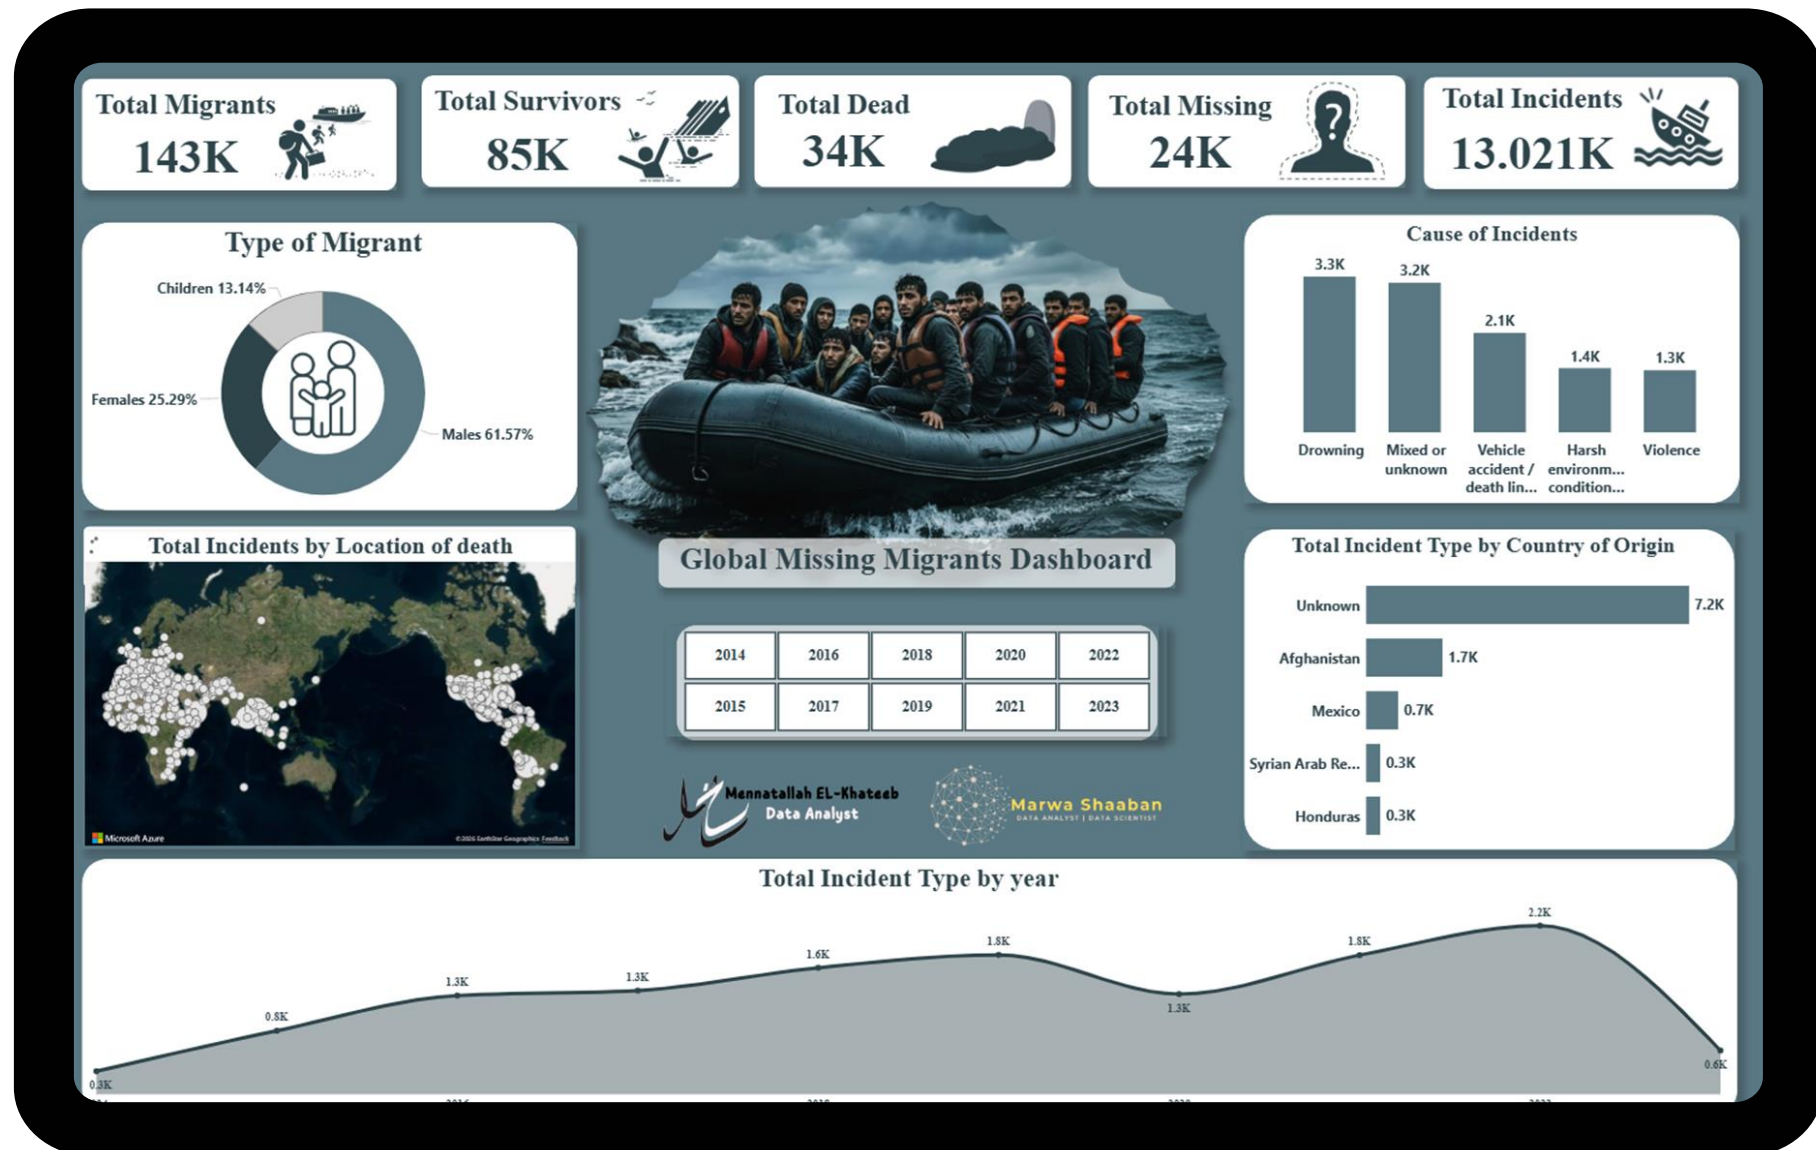 Total Migrants
143K
Total Survivors
85K
Total Dead
34K
Total Missing
24K
?
Total Incidents
13.021K
Type of Migrant
Children 13.14%
Females 25.29%
Males 61.57%
Cause of Incidents
3.3K
3.2K
2.1K
1.4K
1.3K
Drowning
Mixed or
unknown
Vehicle
accident /
death lin...
Harsh
environm...
condition...
Violence
Total Incidents by Location of death
Microsoft Azure
Global Missing Migrants Dashboard
2014 2016 2018 2020 2022
2015 2017 2019 2021 2023
Mennatallah EL-Khateeb
Data Analyst
Marwa Shaaban
DATA ANALYST | DATA SCIENTIST
Total Incident Type by Country of Origin
Unknown 7.2K
Afghanistan 1.7K
Mexico 0.7K
Syrian Arab Re... 0.3K
Honduras 0.3K
Total Incident Type by year
0.3K
0.8K
1.3K
1.3K
1.6K
1.8K
1.3K
1.8K
2.2K
0.6K